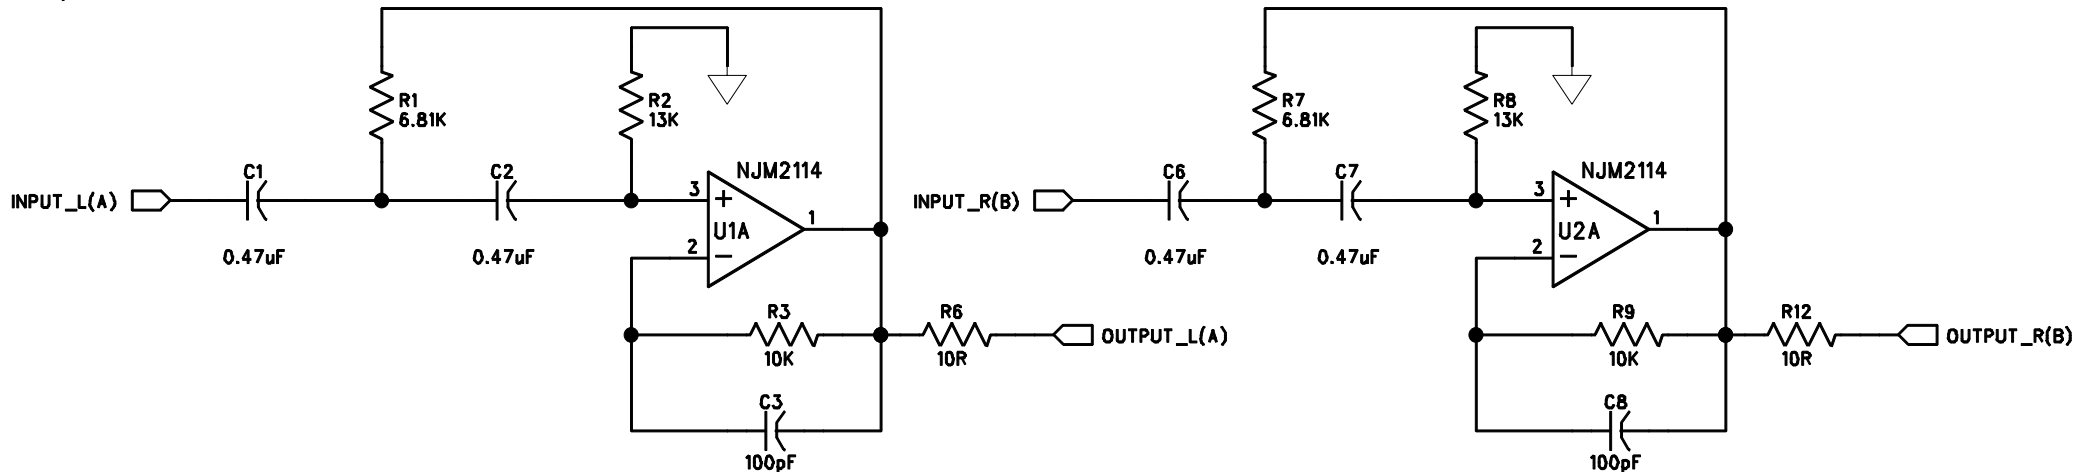 R1
6.81K
R2
13K
R7
6.81K
R8
13K
C1
C2
NJM2114
C6
C7
NJM2114
INPUT_L(A)
3
+
1
INPUT_R(B)
3
+
1
U1A
U2A
2
−
2
−
0.47uF
0.47uF
0.47uF
0.47uF
R3
R6
R9
R12
OUTPUT_L(A)
OUTPUT_R(B)
10K
10R
10K
10R
C3
C8
100pF
100pF